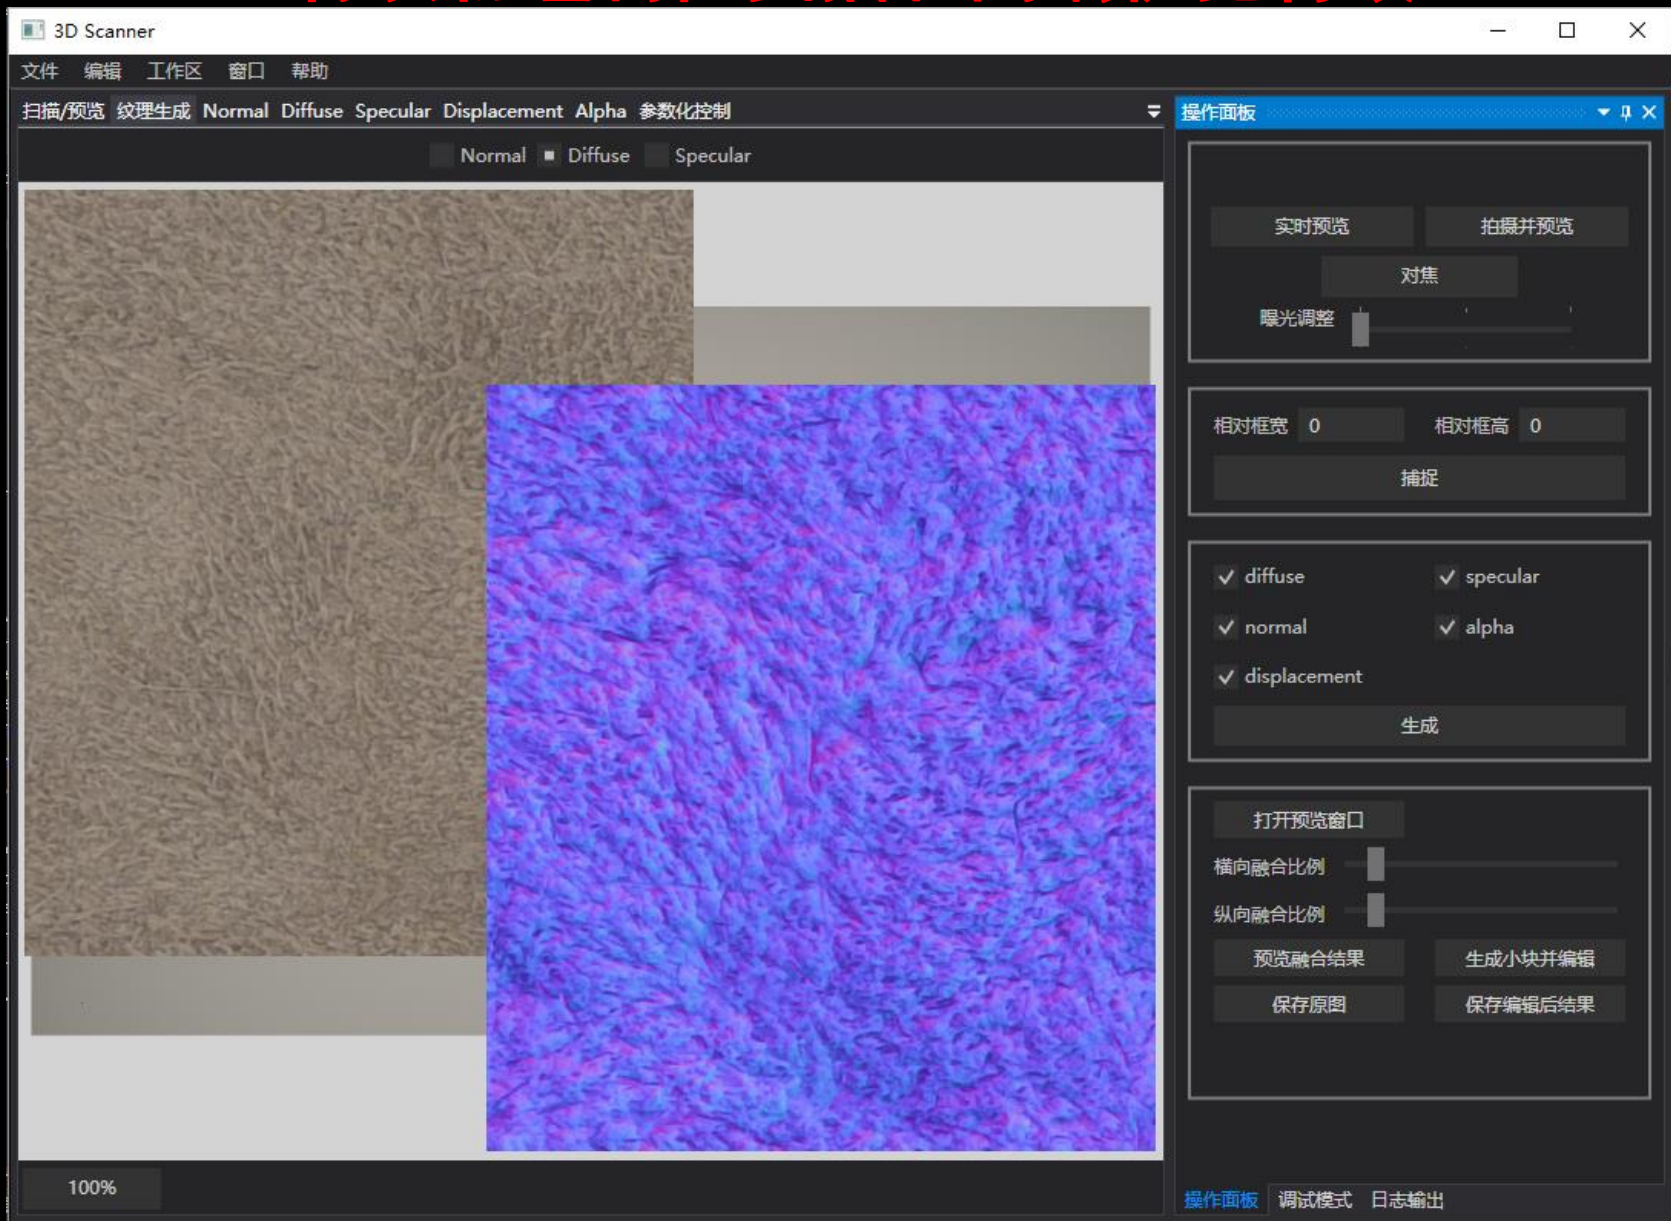 3D Scanner
文件 编辑 工作区 窗口 帮助
扫描/预览 纹理生成 Normal Diffuse Specular Displacement Alpha 参数化控制
Normal Diffuse Specular
操作面板
实时预览 拍摄并预览
对焦
曝光调整
相对框宽 0 相对框高 0
捕捉
diffuse specular
normal alpha
displacement
生成
打开预览窗口
横向融合比例
纵向融合比例
预览融合结果 生成小块并编辑
保存原图 保存编辑后结果
100%
操作面板 调试模式 日志输出